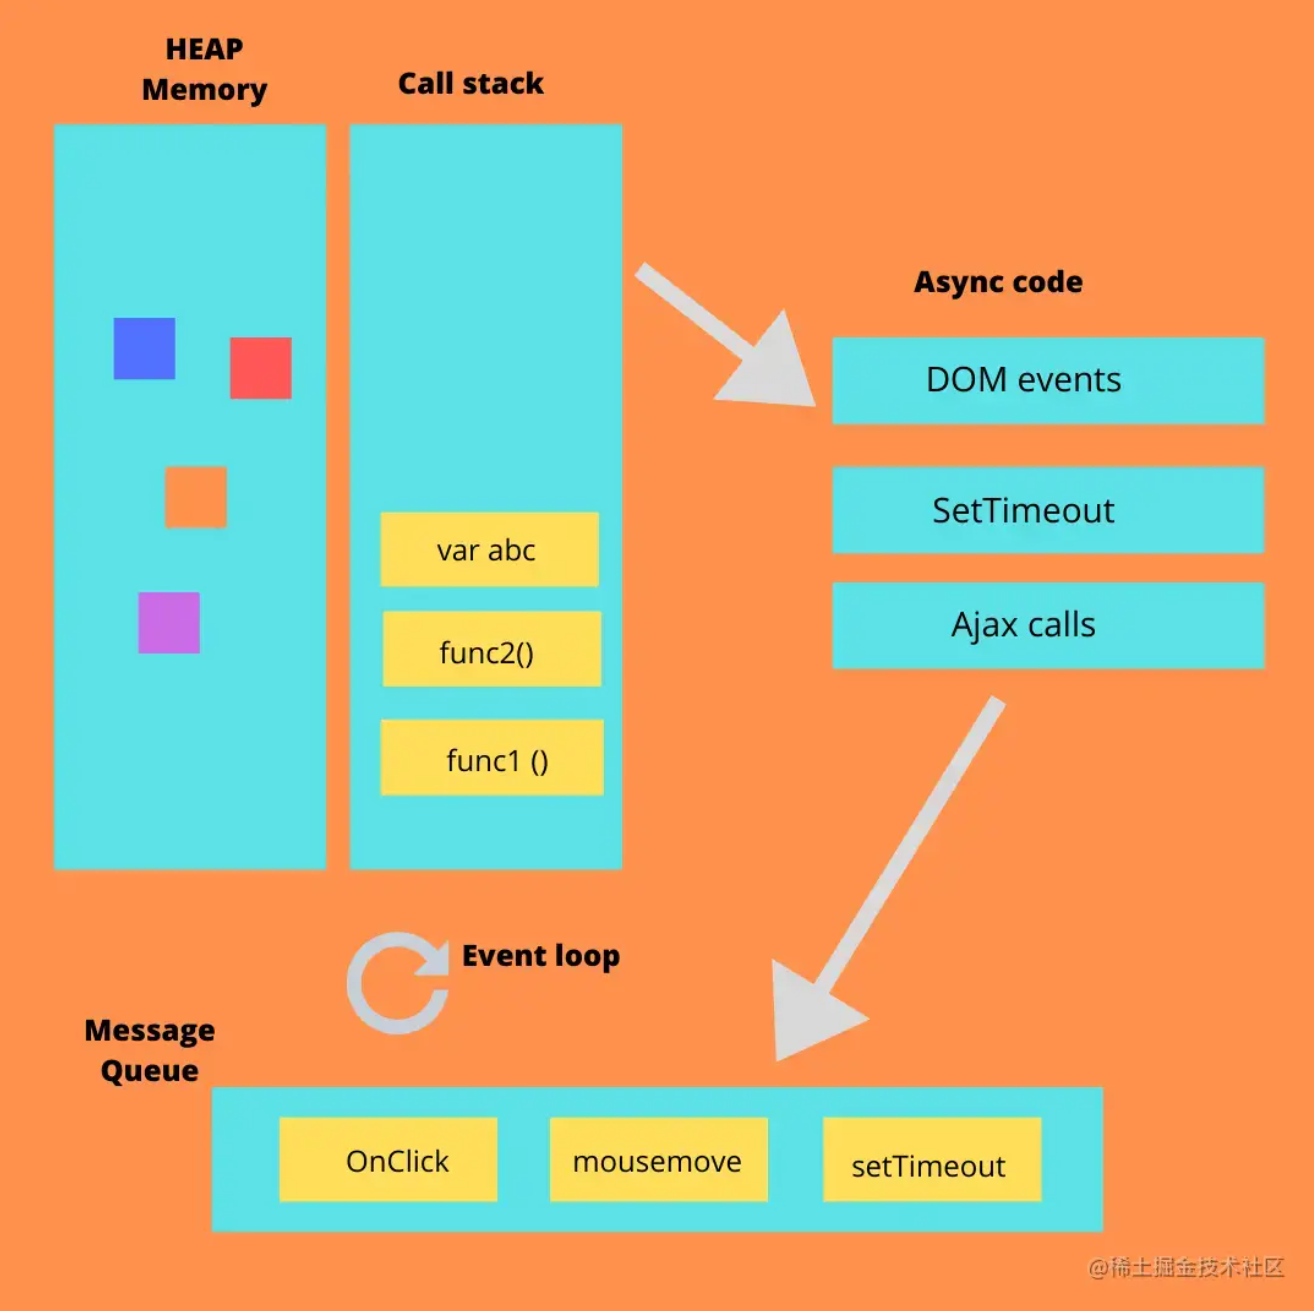 HEAP
Memory
Call stack
Async code
DOM events
SetTimeout
Ajax calls
var abc
func2()
func1 ()
Event loop
Message
Queue
OnClick
mousemove
setTimeout
@稀土掘金技术社区